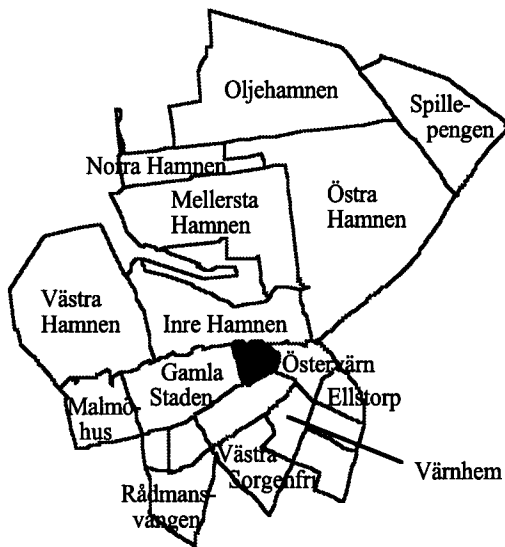 Oljehamnen
Spille-
pengen
Norra Hamnen
Mellersta
Hamnen
Östra
Hamnen
Västra
Hamnen
Inre Hamnen
Gamla
Staden
Östervärn
Malmö-
hus
Ellstorp
Västra
Sorgenfri
Värnhem
Rådmans-
vången